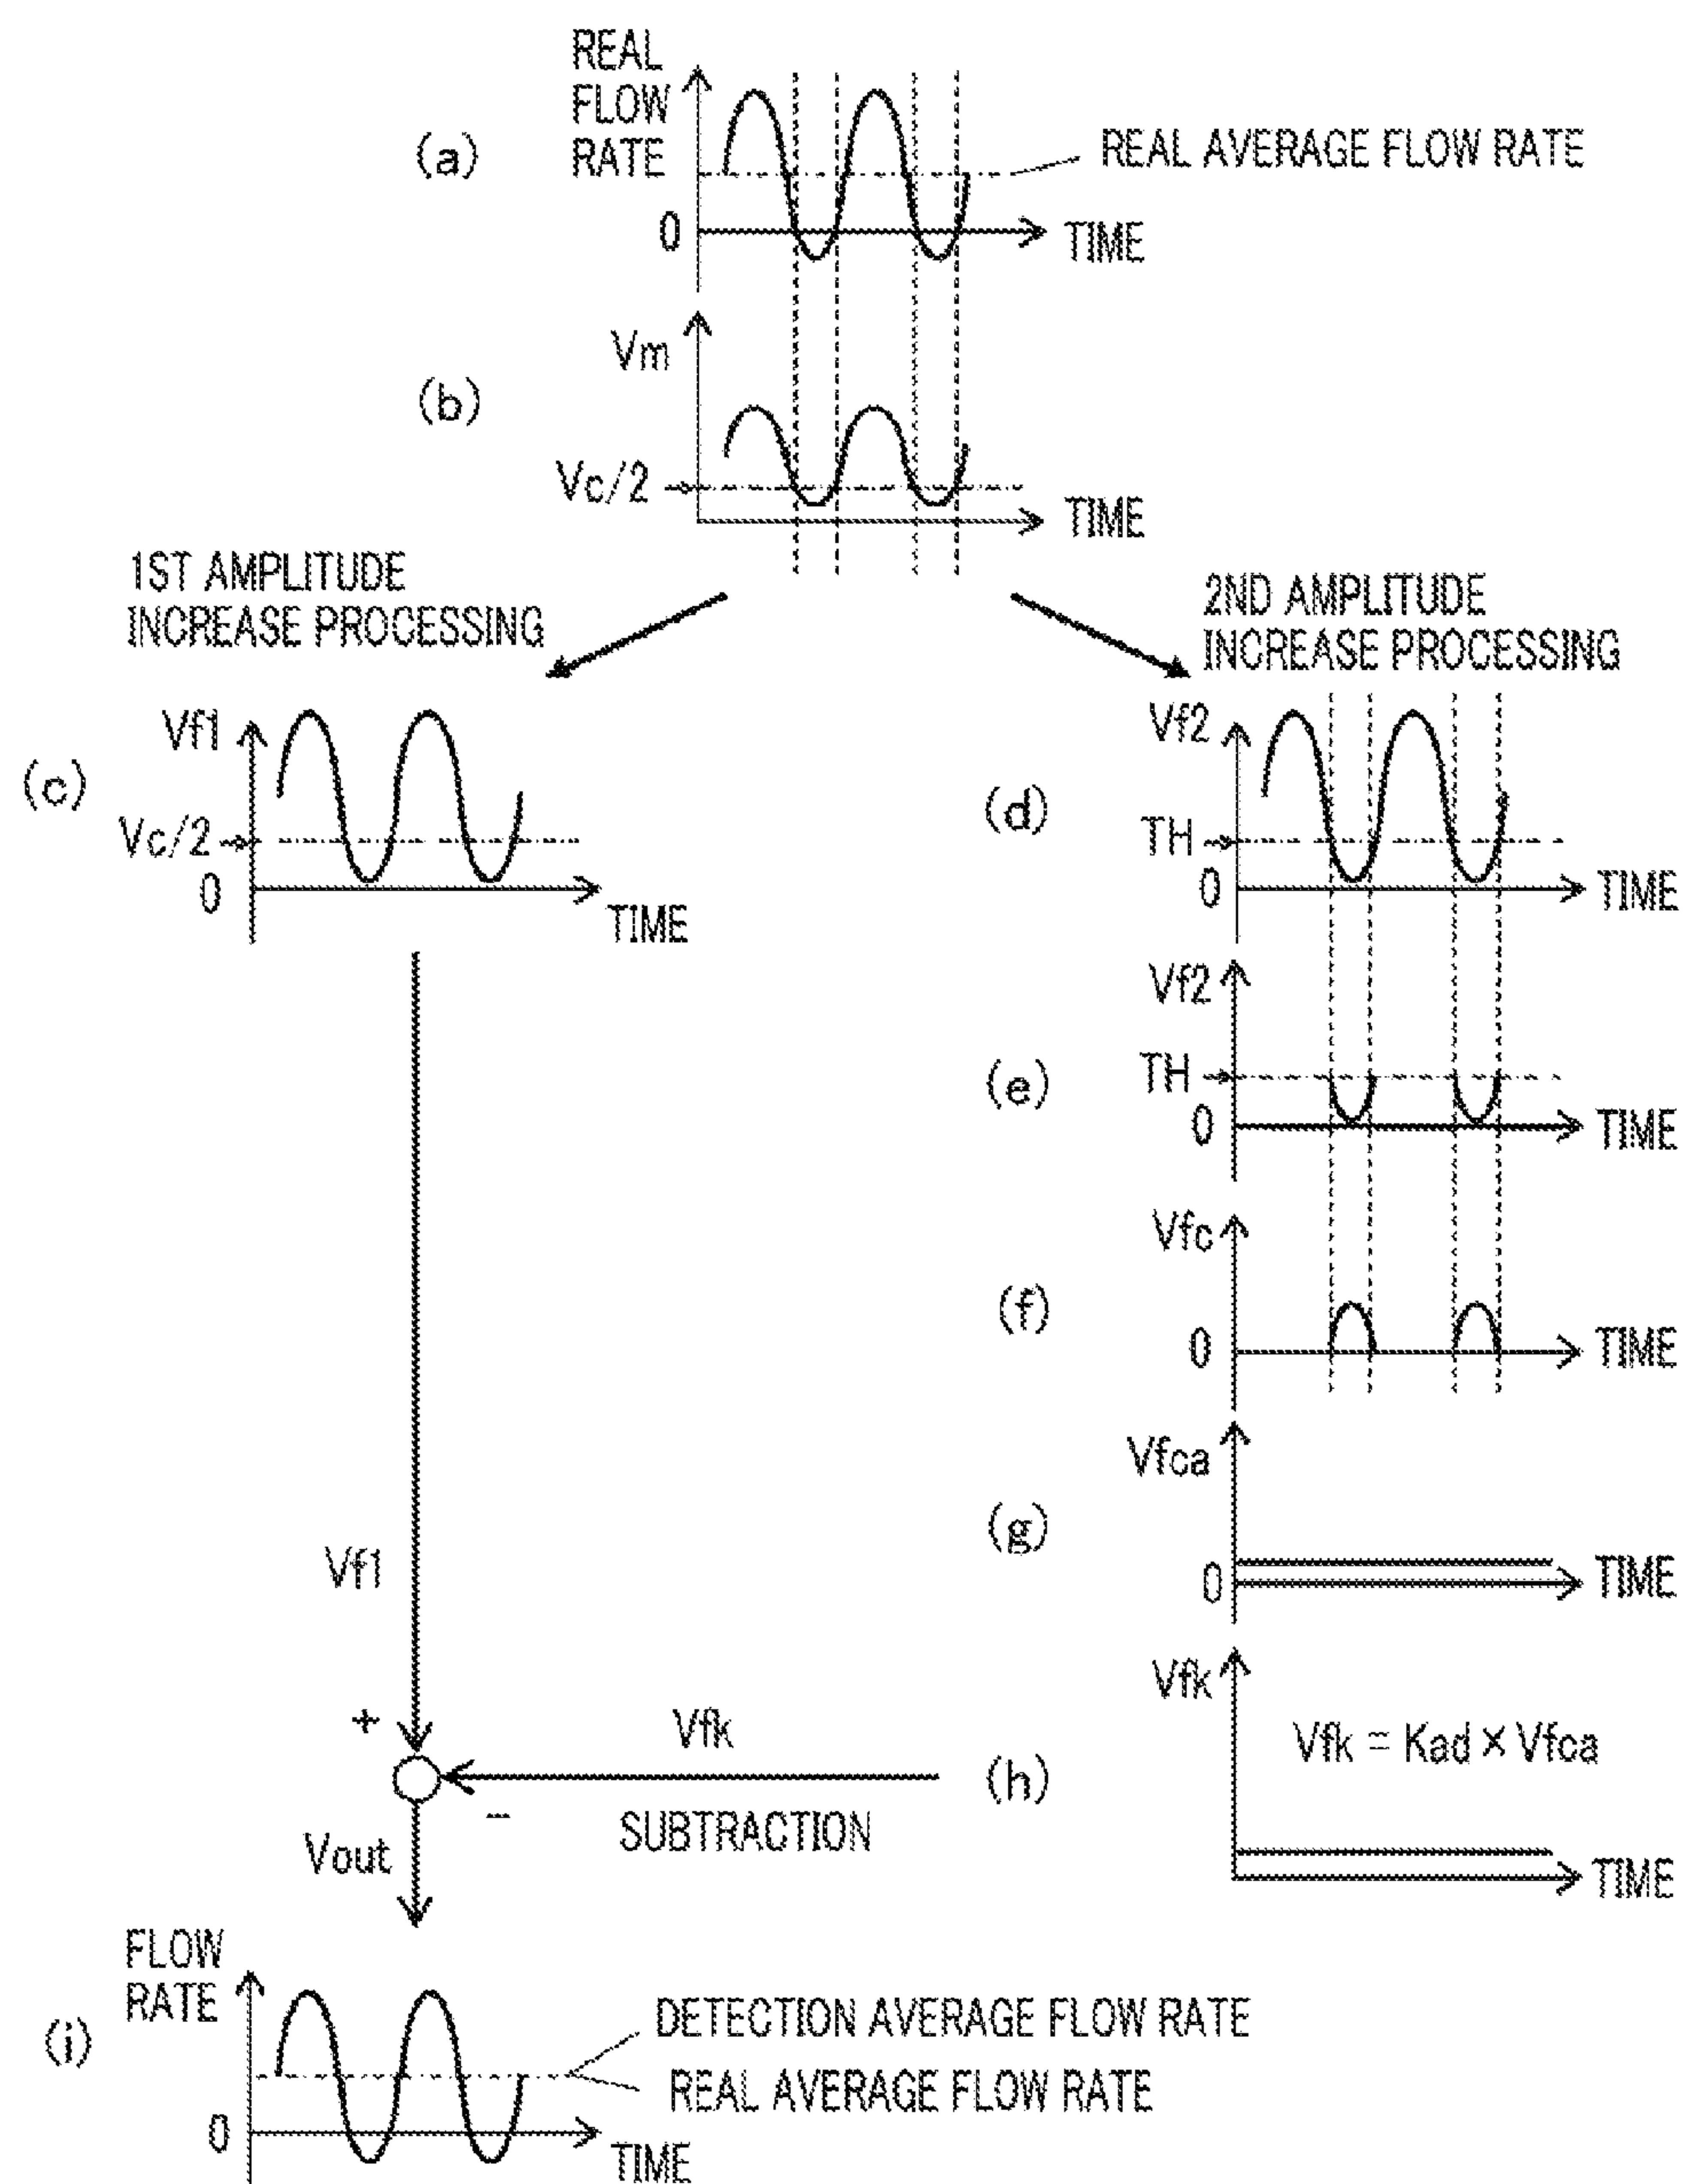 REAL
FLOW
RATE
(a)
REAL AVERAGE FLOW RATE
0
TIME
Vm
(b)
Vc/2
TIME
1ST AMPLITUDE
INCREASE PROCESSING
2ND AMPLITUDE
INCREASE PROCESSING
Vf1
(c)
Vc/2
0
TIME
Vf2
(d)
TH
0
TIME
Vf2
(e)
TH
0
TIME
Vfc
(f)
0
TIME
Vfca
(g)
0
TIME
Vf1
Vfk
(h)
Vfk = Kad × Vfca
TIME
+
Vfk
−
SUBTRACTION
Vout
FLOW
RATE
(i)
DETECTION AVERAGE FLOW RATE
REAL AVERAGE FLOW RATE
0
TIME